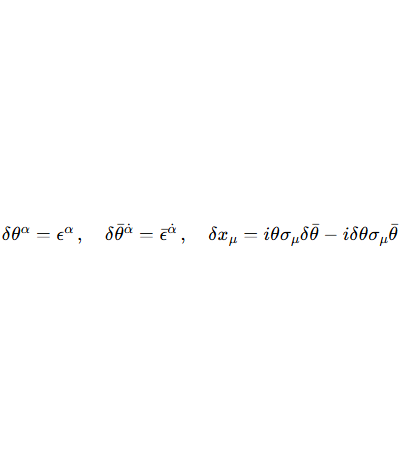 δθ^α = ϵ^α , δθ̄^α̇ = ϵ̄^α̇ , δx_μ = iθσ_μδθ̄ − iδθσ_μθ̄